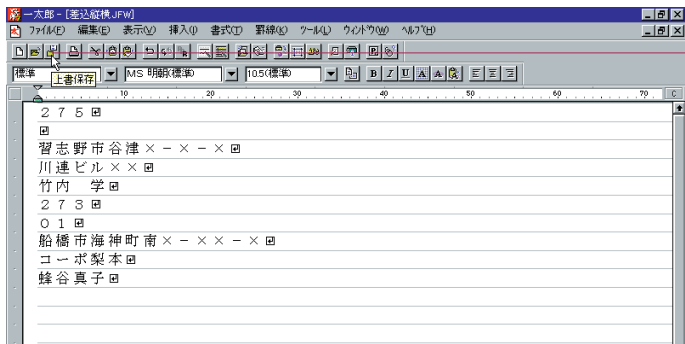 一太郎 - [差込縦横.JFW]
ファイル(F) 編集(E) 表示(V) 挿入(I) 書式(T) 罫線(K) ツール(L) ウィンドウ(W) ヘルプ(H)
標準 MS 明朝(標準) 10.5(標準) B I U A A
上書保存
10 20 30 40 50 60 70 C
275
習志野市谷津×-×-×
川連ビル××
竹内 学
273
01
船橋市海神町南×-××-×
コーポ梨本
蜂谷真子